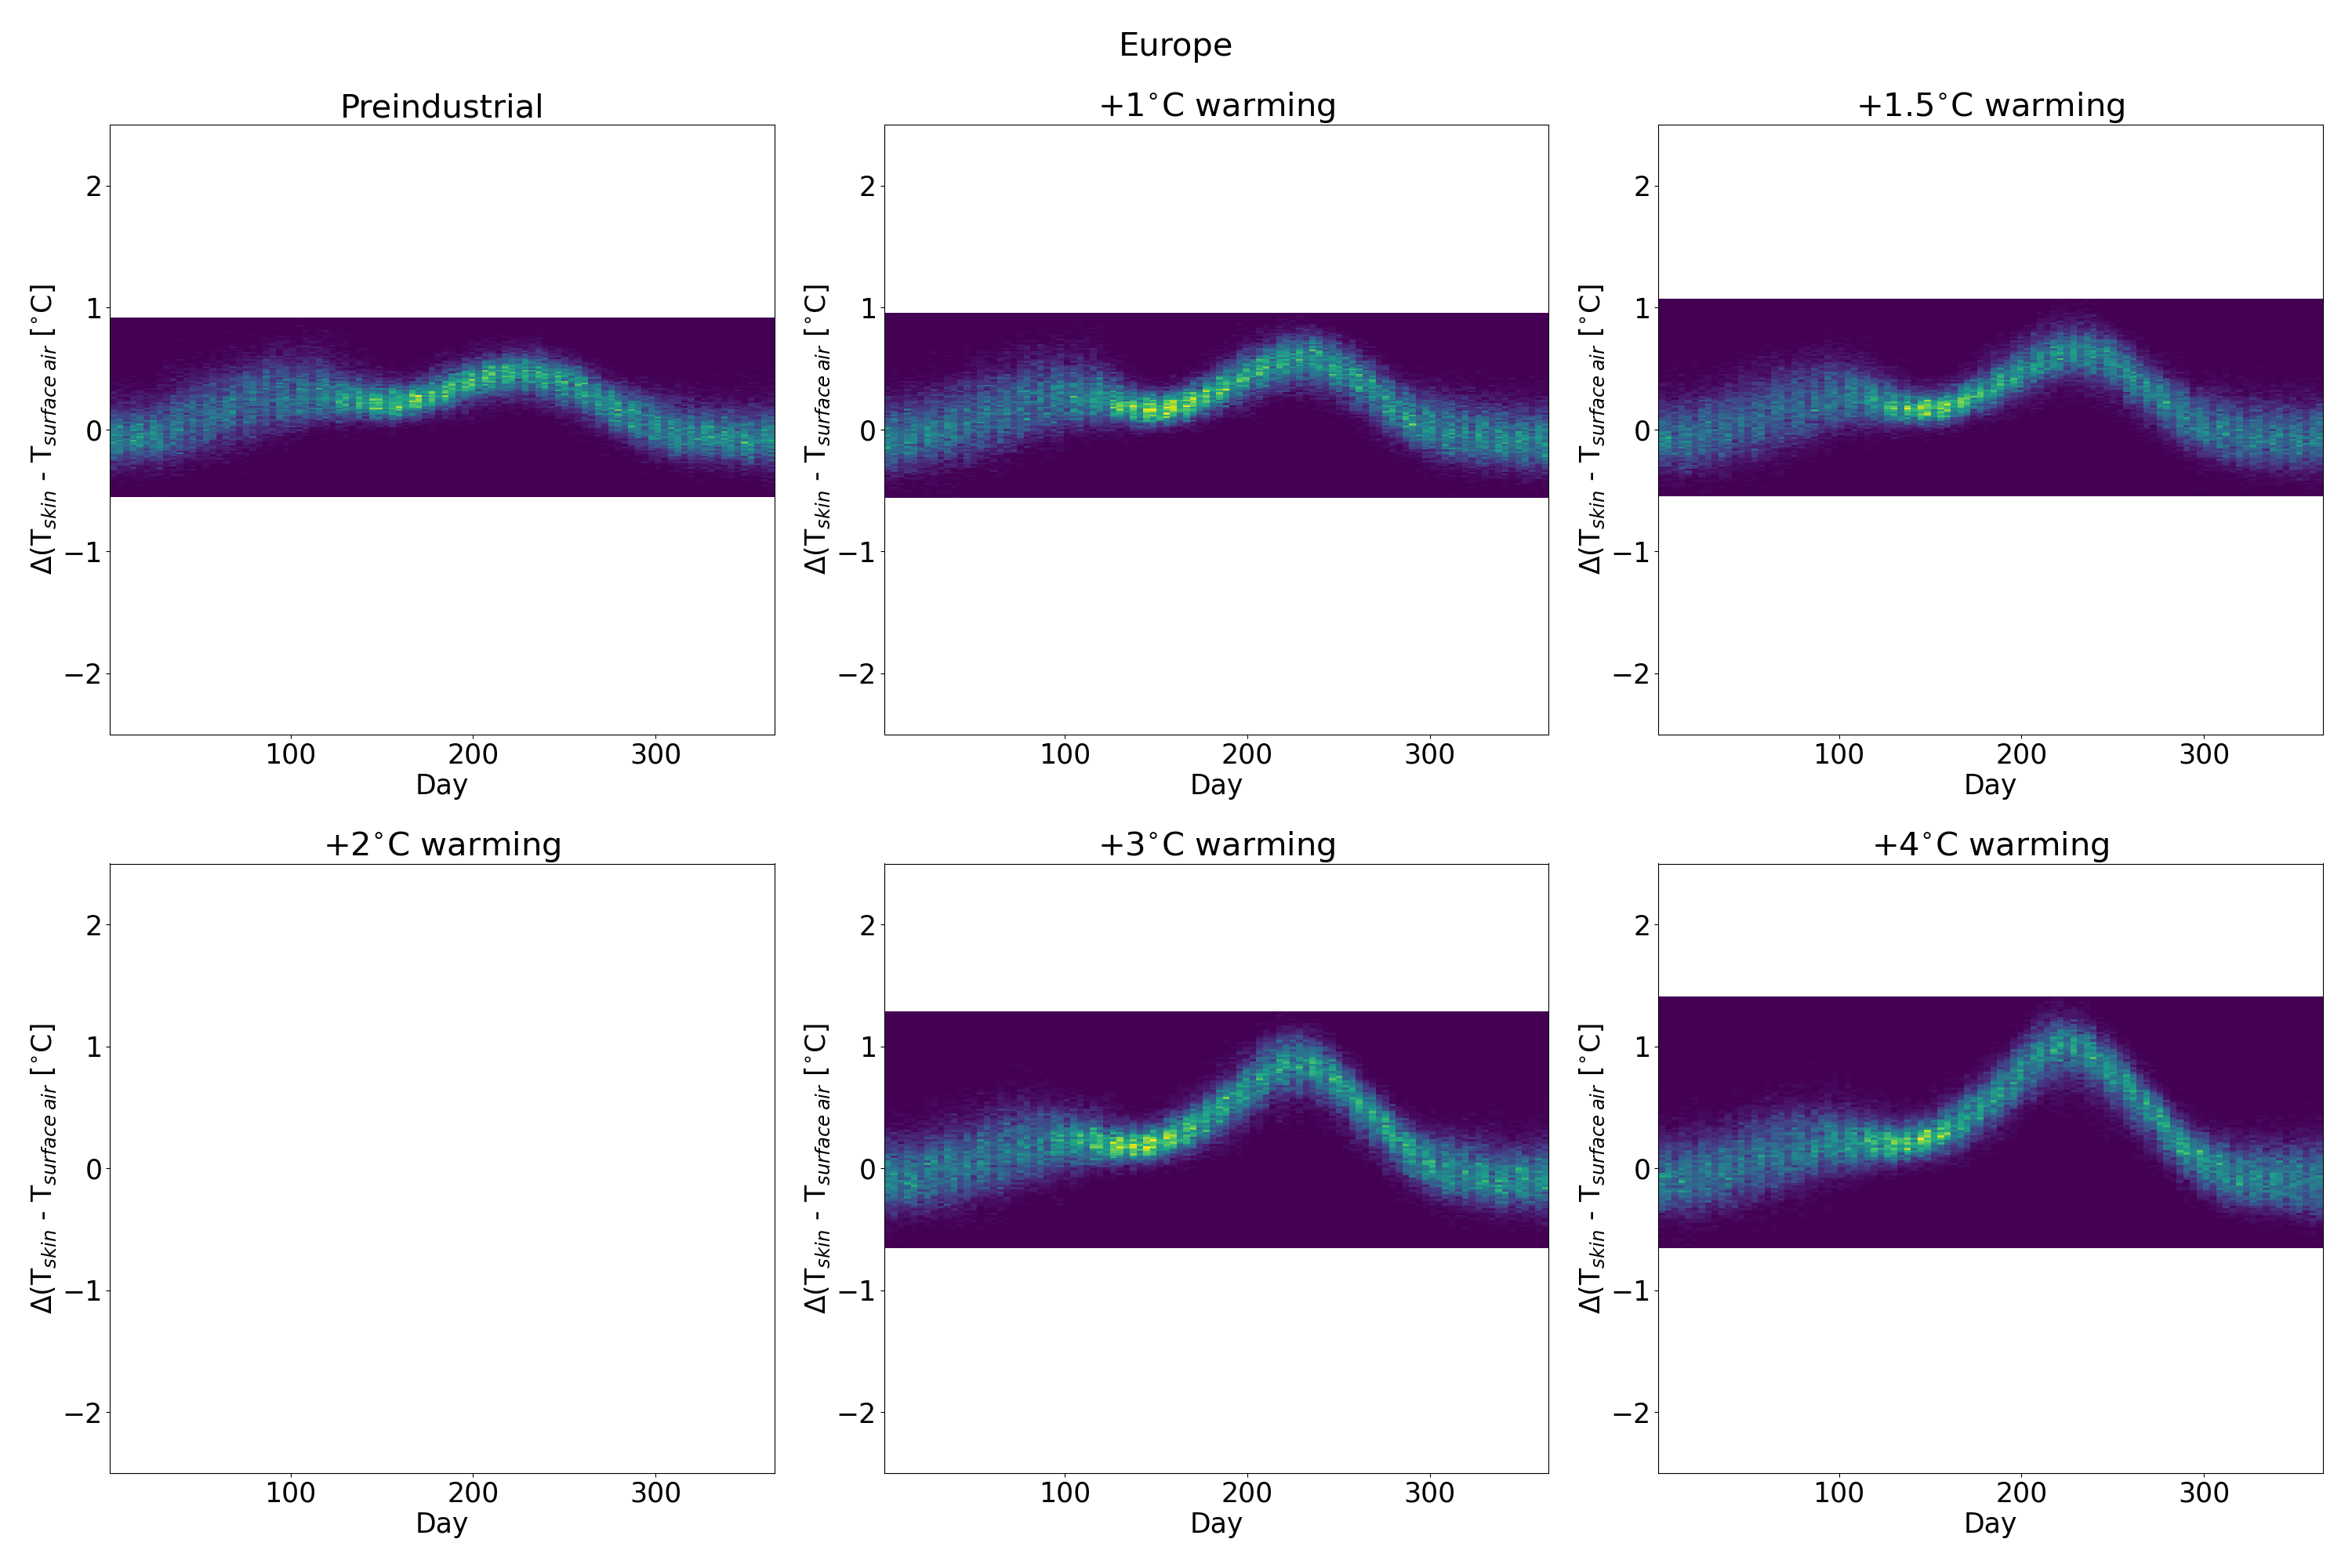 Europe
Preindustrial
+1°C warming
+1.5°C warming
Δ(T_skin - T_surface air [°C]
2
1
0
−1
−2
100 200 300
Day
Δ(T_skin - T_surface air [°C]
2
1
0
−1
−2
100 200 300
Day
Δ(T_skin - T_surface air [°C]
2
1
0
−1
−2
100 200 300
Day
+2°C warming
+3°C warming
+4°C warming
Δ(T_skin - T_surface air [°C]
2
1
0
−1
−2
100 200 300
Day
Δ(T_skin - T_surface air [°C]
2
1
0
−1
−2
100 200 300
Day
Δ(T_skin - T_surface air [°C]
2
1
0
−1
−2
100 200 300
Day